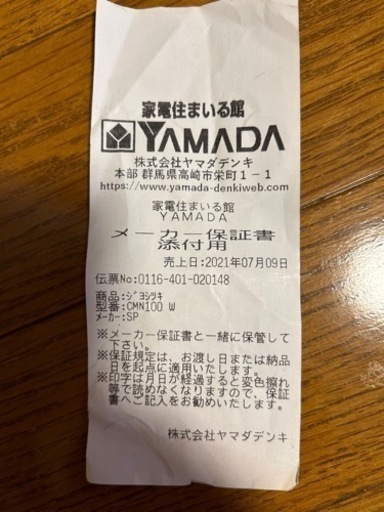 家電住まいる館
YAMADA
株式会社ヤマダデンキ
本部 群馬県高崎市栄町1-1
https://www.yamada-denkiweb.com
家電住まいる館
YAMADA
メーカー保証書
添付用
売上日:2021年07月09日
伝票No:0116-401-020148
商品:ジヨシラキ
型番:CMN100 W
メーカー:SP
※メーカー保証書と一緒に保管して
下さい。
※保証規定は、お渡し日または納品
日を起点に適用いたします。
※印字は月日が経過すると変色擦れ
等で読めなくなりますので、保証
書へご記入をお勧めいたします。
株式会社ヤマダデンキ